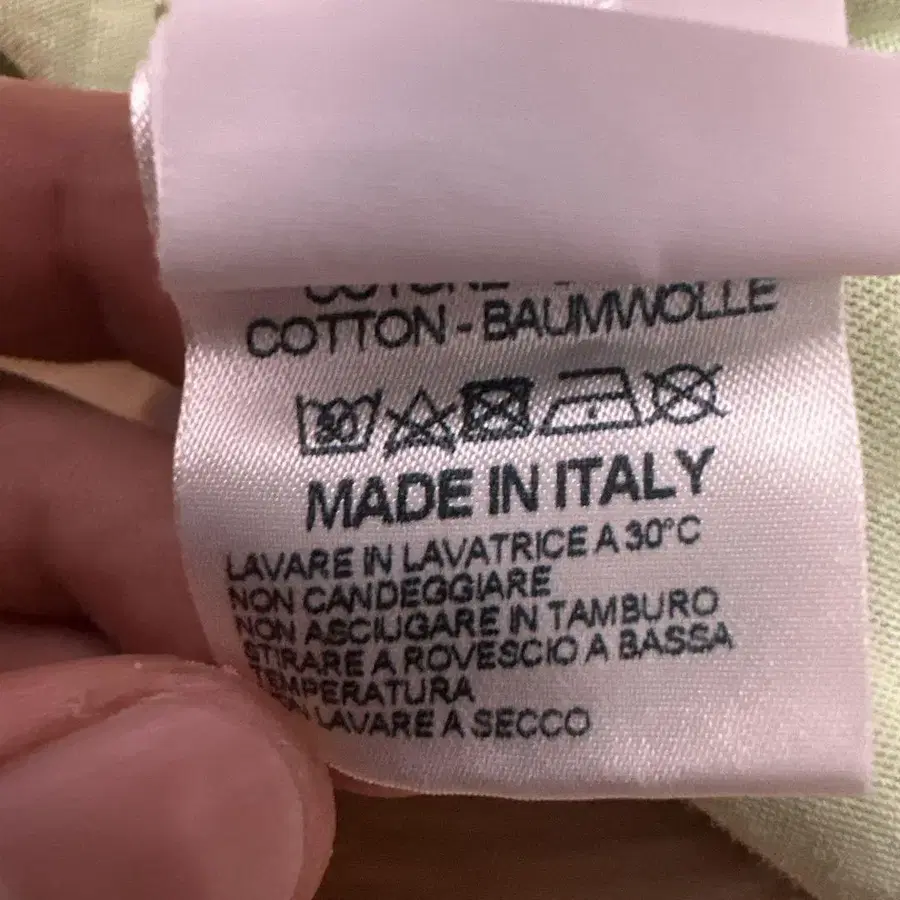 COTTON - BAUMWOLLE
30
MADE IN ITALY
LAVARE IN LAVATRICE A 30°C
NON CANDEGGIARE
NON ASCIUGARE IN TAMBURO
STIRARE A ROVESCIO A BASSA
TEMPERATURA
LAVARE A SECCO